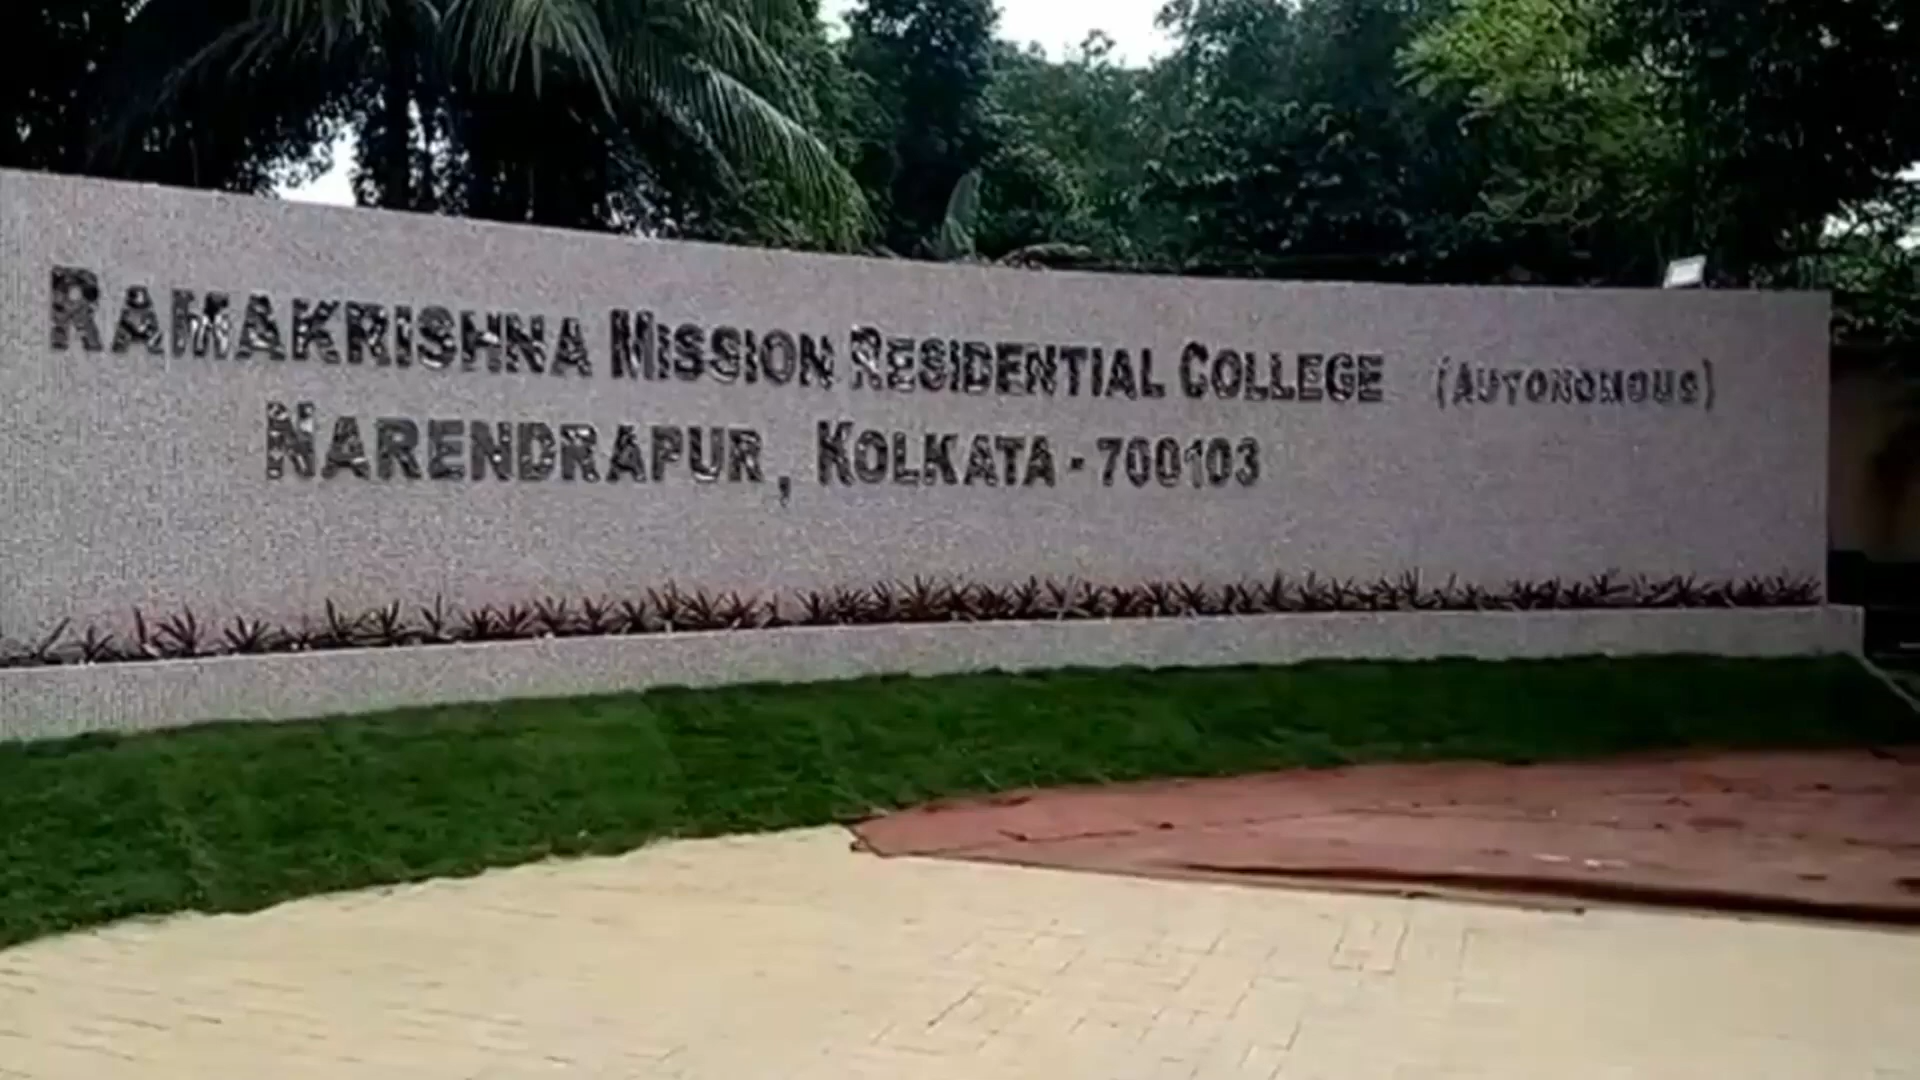 RAMAKRISHNA MISSION RESIDENTIAL COLLEGE (AUTONOMOUS)
NARENDRAPUR, KOLKATA - 700103